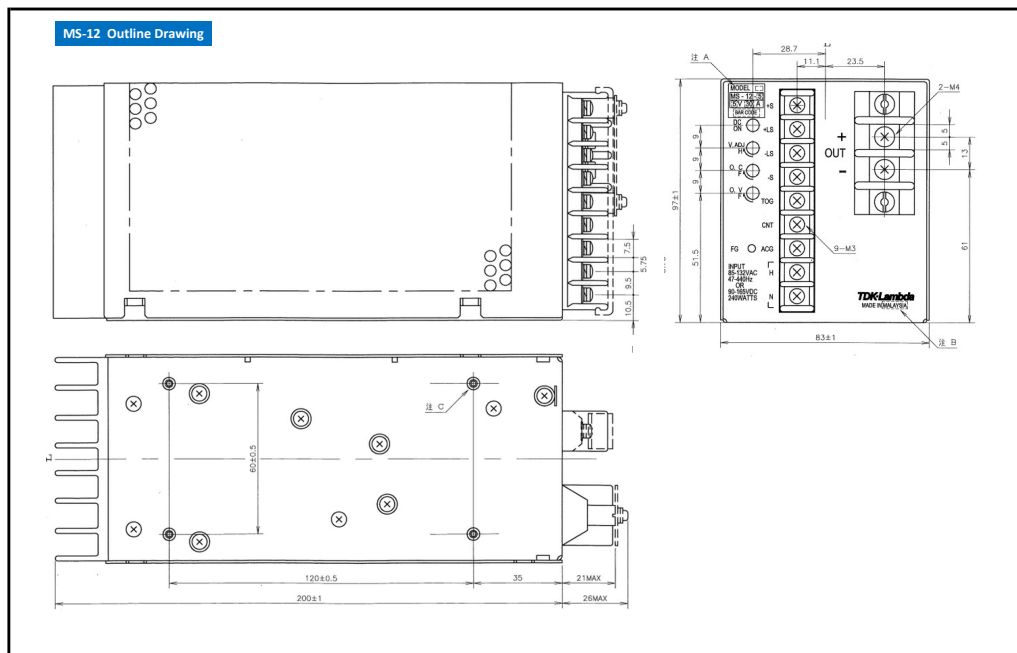 MS-12 Outline Drawing
7.5
5.75
9.5
10.5
注 A
28.7
11.1
23.5
2-M4
MODEL
MS - 12 - 5
5 V 30 A
BAR CODE
DC
ON
V.ADJ
H
O. C
F
O. V
F
FG
+S
+LS
-LS
-S
TOG
CNT
ACG
H
N
+
OUT
-
9-M3
INPUT
85-132VAC
47-440Hz
OR
90-165VDC
240WATTS
TDK-Lambda
MADE IN MALAYSIA
9
9
9
51.5
97±1
5
5
13
61
83±1
注 B
注 C
60±0.5
120±0.5
35
21MAX
200±1
26MAX